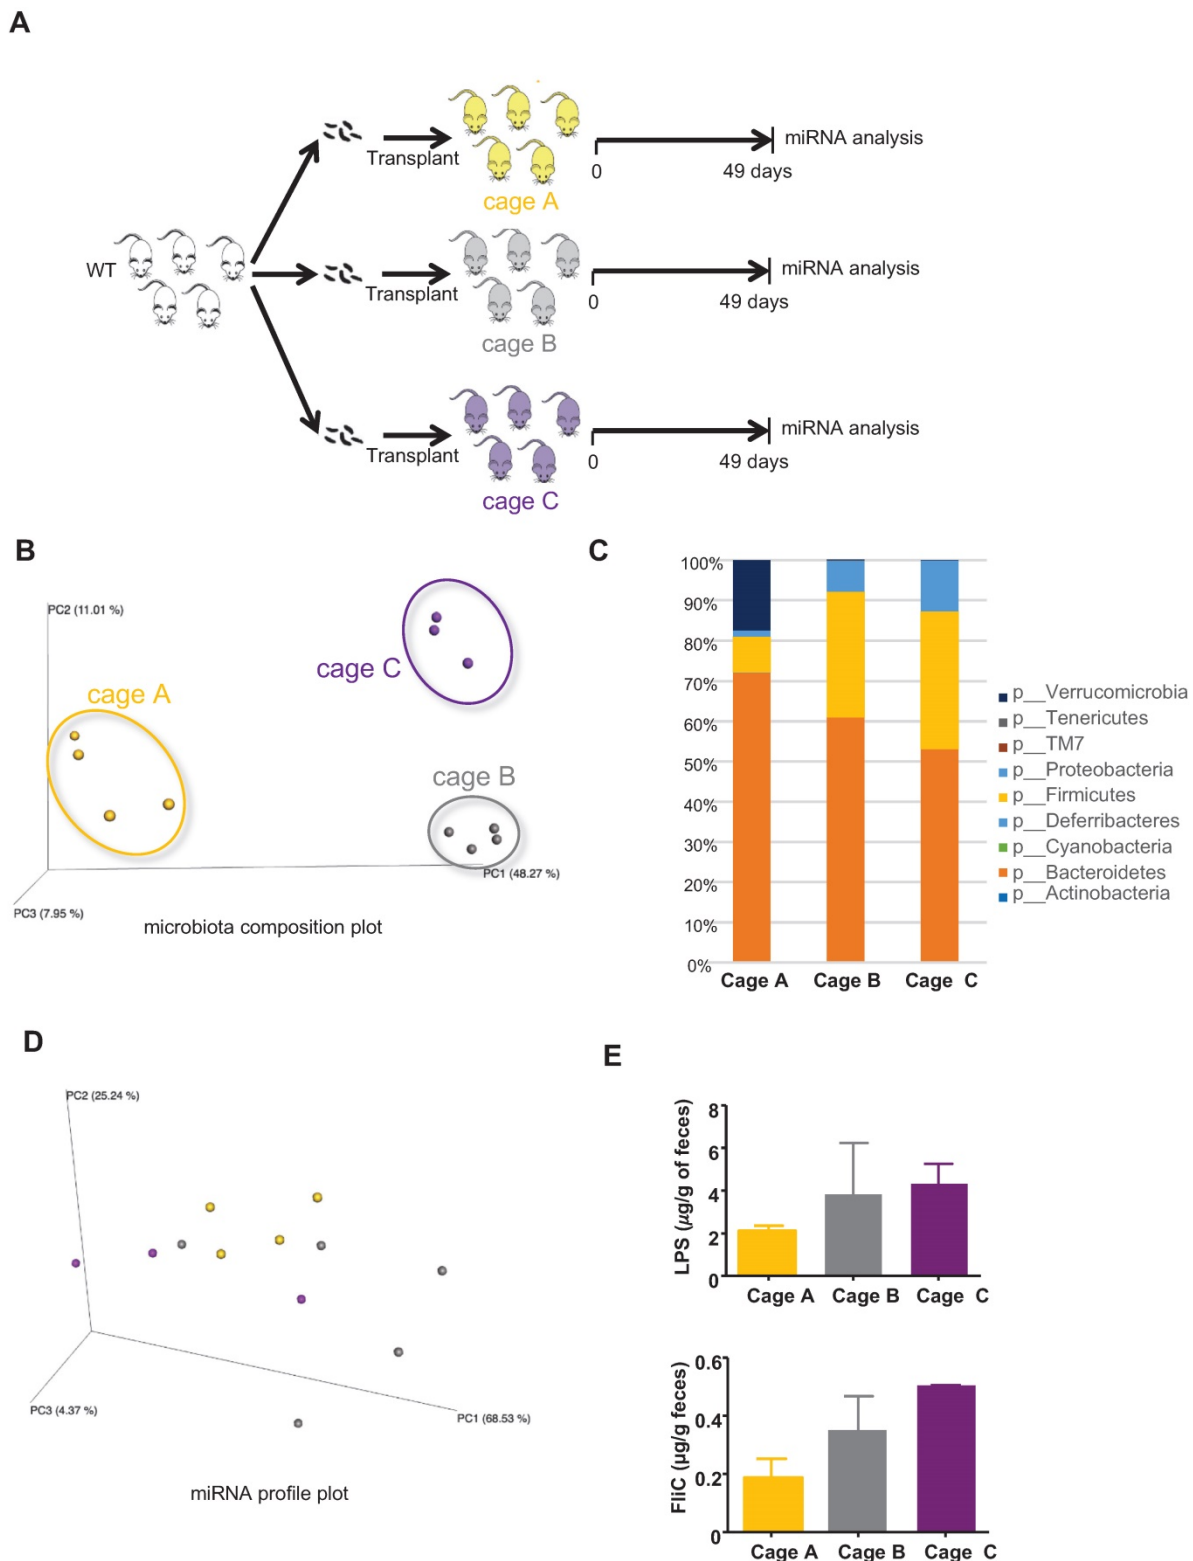 A
WT
Transplant
cage A
0
49 days
miRNA analysis
Transplant
cage B
0
49 days
miRNA analysis
Transplant
cage C
0
49 days
miRNA analysis
B
PC2 (11.01 %)
cage A
cage C
cage B
PC1 (48.27 %)
PC3 (7.95 %)
microbiota composition plot
C
100%
90%
80%
70%
60%
50%
40%
30%
20%
10%
0%
Cage A Cage B Cage C
p__Verrucomicrobia
p__Tenericutes
p__TM7
p__Proteobacteria
p__Firmicutes
p__Deferribacteres
p__Cyanobacteria
p__Bacteroidetes
p__Actinobacteria
D
PC2 (25.24 %)
PC3 (4.37 %)
PC1 (68.53 %)
miRNA profile plot
E
LPS (µg/g of feces)
8
6
4
2
0
Cage A Cage B Cage C
FliC (µg/g feces)
0.6
0.4
0.2
0
Cage A Cage B Cage C